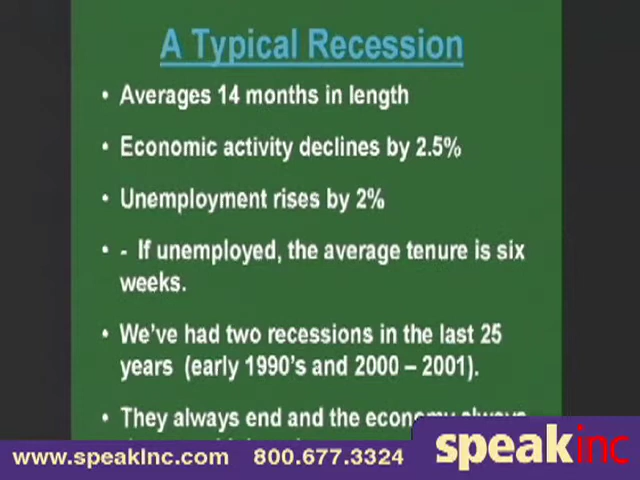 A Typical Recession
• Averages 14 months in length
• Economic activity declines by 2.5%
• Unemployment rises by 2%
• - If unemployed, the average tenure is six
weeks.
• We've had two recessions in the last 25
years (early 1990's and 2000 – 2001).
• They always end and the economy always
www.speakInc.com 800.677.3324
speakinc